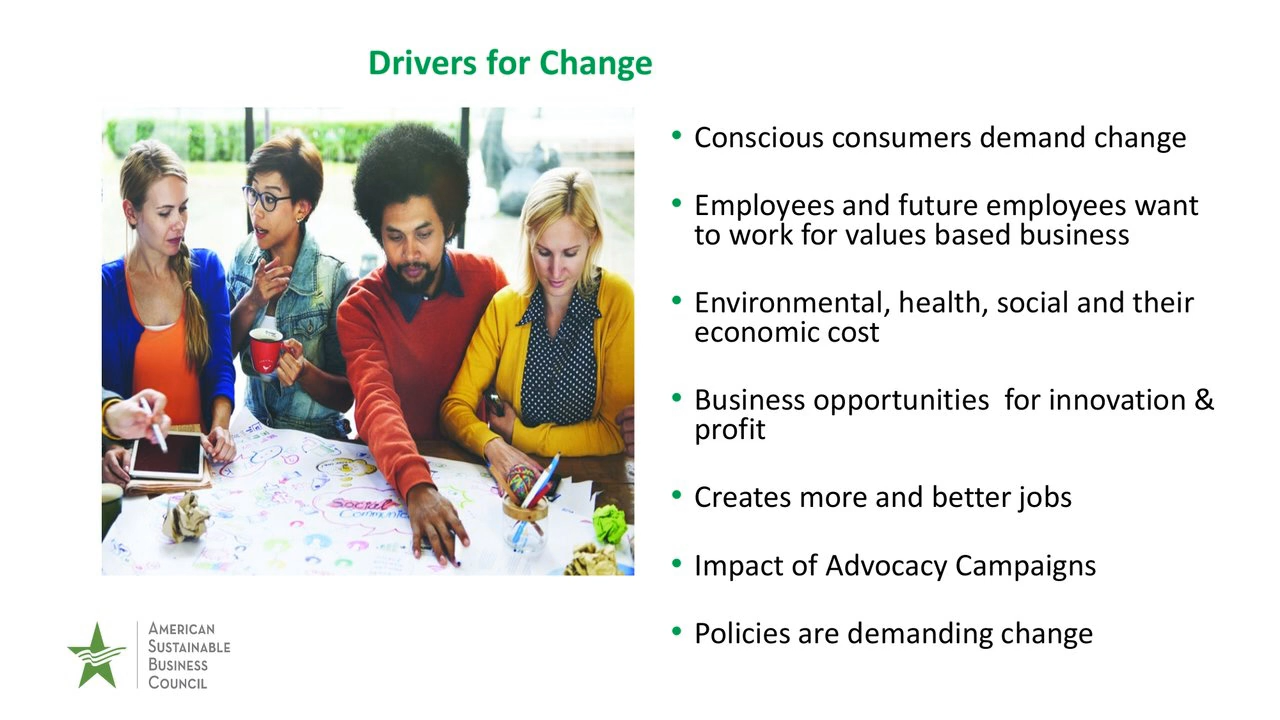 Drivers for Change
• Conscious consumers demand change
• Employees and future employees want
to work for values based business
• Environmental, health, social and their
economic cost
• Business opportunities  for innovation &
profit
• Creates more and better jobs
• Impact of Advocacy Campaigns
• Policies are demanding change
Social
AMERICAN
SUSTAINABLE
BUSINESS
COUNCIL